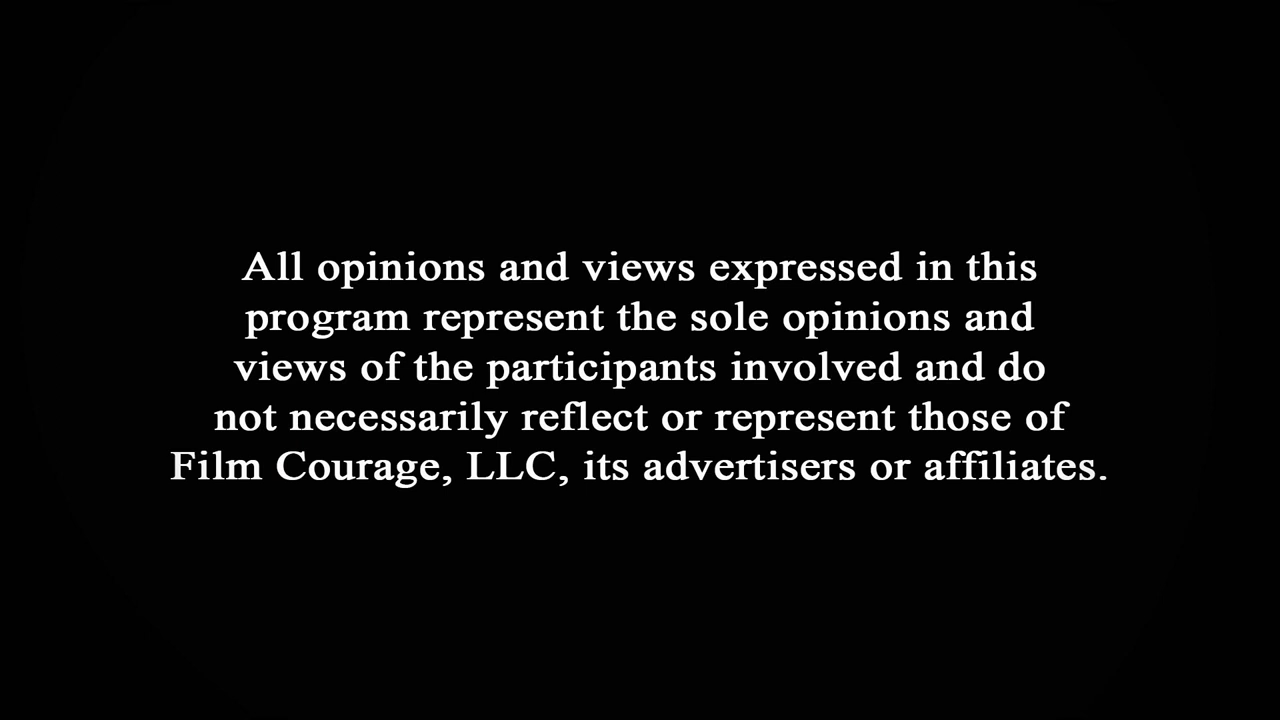 All opinions and views expressed in this
program represent the sole opinions and
views of the participants involved and do
not necessarily reflect or represent those of
Film Courage, LLC, its advertisers or affiliates.